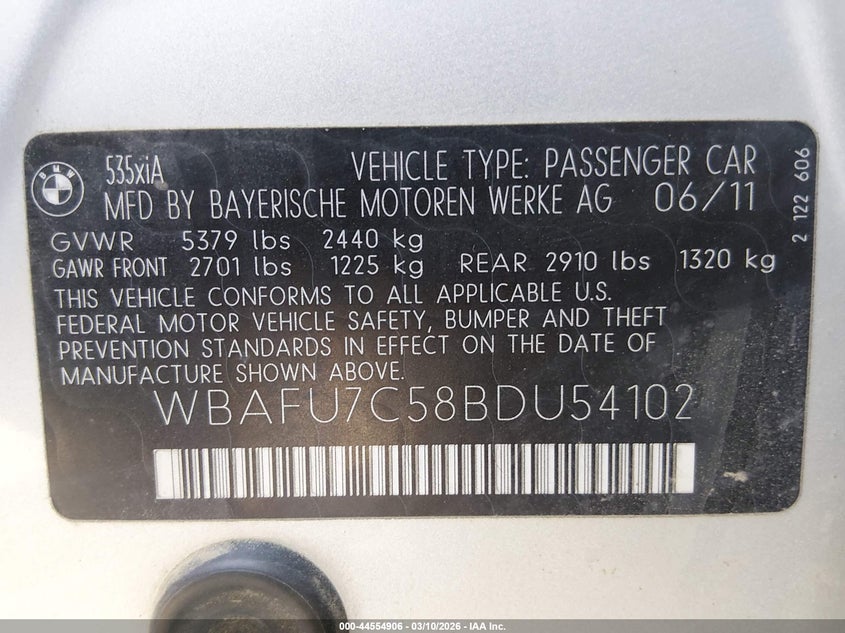 BMW
535xiA VEHICLE TYPE: PASSENGER CAR
MFD BY BAYERISCHE MOTOREN WERKE AG 06/11
GVWR 5379 lbs 2440 kg
GAWR FRONT 2701 lbs 1225 kg REAR 2910 lbs 1320 kg
THIS VEHICLE CONFORMS TO ALL APPLICABLE U.S.
FEDERAL MOTOR VEHICLE SAFETY, BUMPER AND THEFT
PREVENTION STANDARDS IN EFFECT ON THE DATE OF
MANUFACTURE SHOWN ABOVE.
WBAFU7C58BDU54102
2 122 606
000-44554906 - 03/10/2026 - IAA Inc.